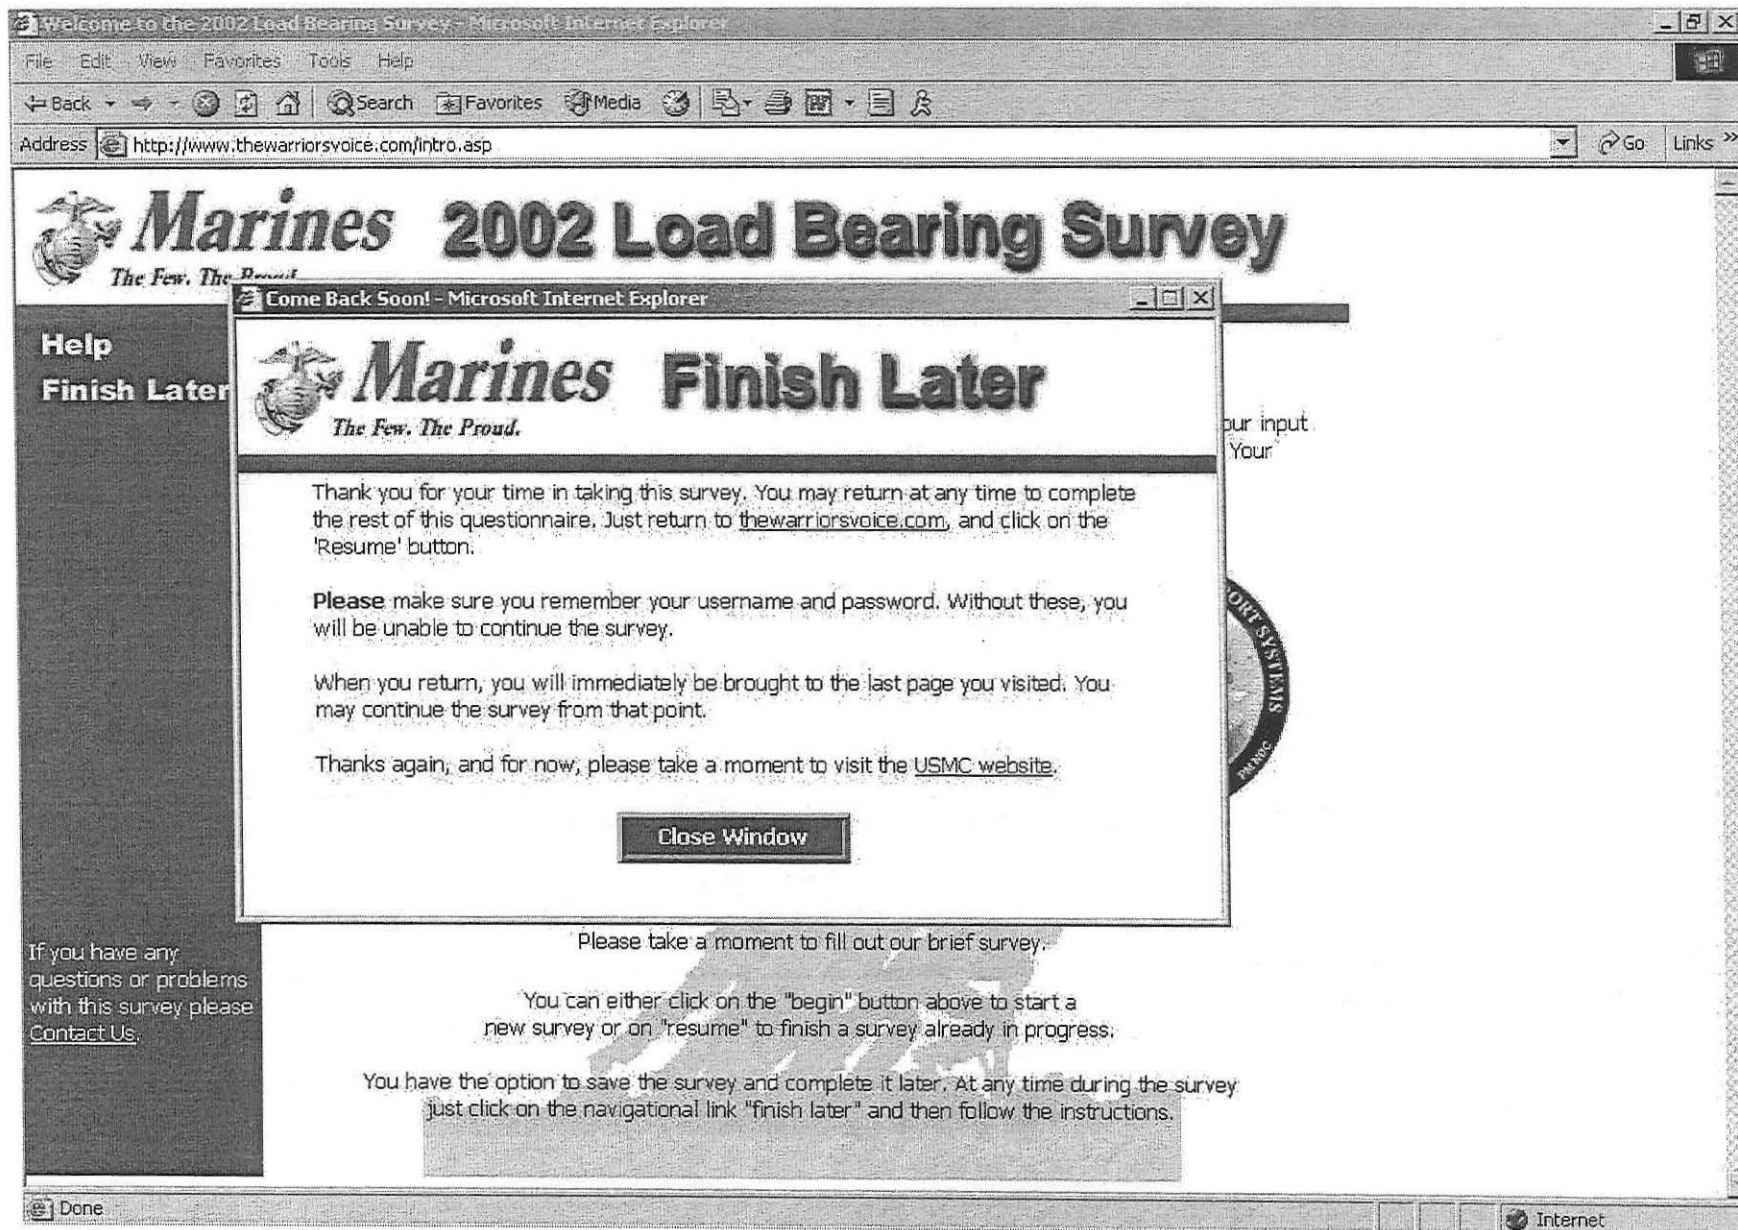 Welcome to the 2002 Load Bearing Survey - Microsoft Internet Explorer
File Edit View Favorites Tools Help
Back Search Favorites Media
Address http://www.thewarriorsvoice.com/intro.asp Go Links »
Marines 2002 Load Bearing Survey
The Few. The Proud.
Come Back Soon! - Microsoft Internet Explorer
Help
Finish Later
Marines Finish Later
The Few. The Proud.
our input
Your
Thank you for your time in taking this survey. You may return at any time to complete
the rest of this questionnaire. Just return to thewarriorsvoice.com, and click on the
'Resume' button.
Please make sure you remember your username and password. Without these, you
will be unable to continue the survey.
When you return, you will immediately be brought to the last page you visited. You
may continue the survey from that point.
Thanks again, and for now, please take a moment to visit the USMC website.
Close Window
ORT SYSTEMS
PM NDC
Please take a moment to fill out our brief survey.
You can either click on the "begin" button above to start a
new survey or on "resume" to finish a survey already in progress.
You have the option to save the survey and complete it later. At any time during the survey
just click on the navigational link "finish later" and then follow the instructions.
If you have any
questions or problems
with this survey please
Contact Us.
Done Internet